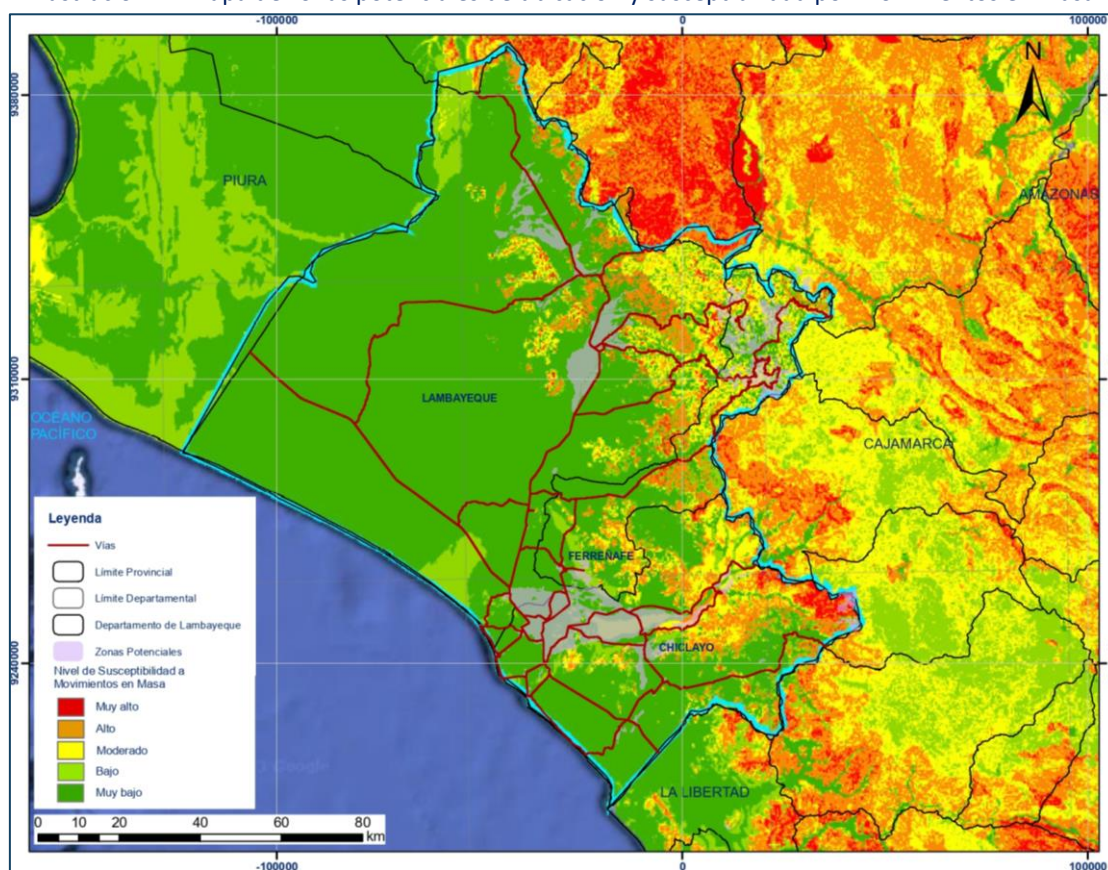 -100000
0
100000
9380000
N
PIURA
AMAZONAS
9310000
LAMBAYEQUE
OCÉANO
PACÍFICO
CAJAMARCA
Leyenda
Vías
Límite Provincial
Límite Departamental
Departamento de Lambayeque
Zonas Potenciales
Nivel de Susceptibilidad a
Movimientos en Masa
Muy alto
Alto
Moderado
Bajo
Muy bajo
FERREÑAFE
CHICLAYO
9240000
LA LIBERTAD
0 10 20 40 60 80
km
-100000
0
100000